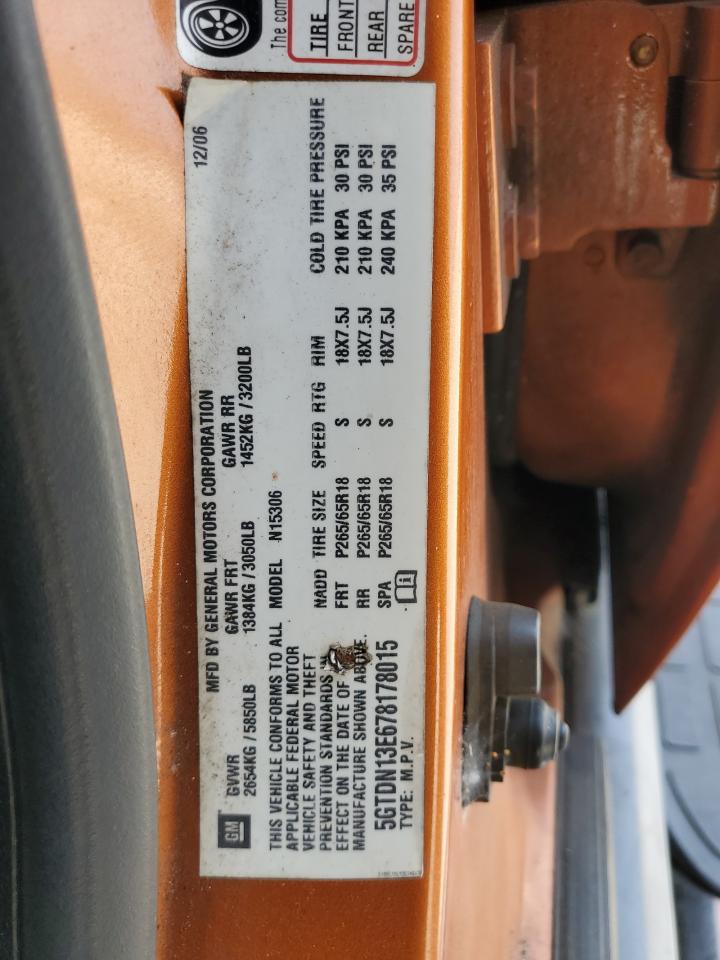 The com
TIRE
FRONT
REAR
SPARE
12/06
MFD BY GENERAL MOTORS CORPORATION
GVWR GAWR FRT GAWR RR
2654KG / 5850LB 1384KG / 3050LB 1452KG / 3200LB
GM
THIS VEHICLE CONFORMS TO ALL MODEL N15306
APPLICABLE FEDERAL MOTOR
VEHICLE SAFETY AND THEFT
PREVENTION STANDARDS
EFFECT ON THE DATE OF
MANUFACTURE SHOWN ABOVE.
NADD TIRE SIZE SPEED RTG RIM COLD TIRE PRESSURE
FRT P265/65R18 S 18X7.5J 210 KPA 30 PSI
RR P265/65R18 S 18X7.5J 210 KPA 30 PSI
SPA P265/65R18 S 18X7.5J 240 KPA 35 PSI
5GTDN13E678178015
TYPE: M.P.V.